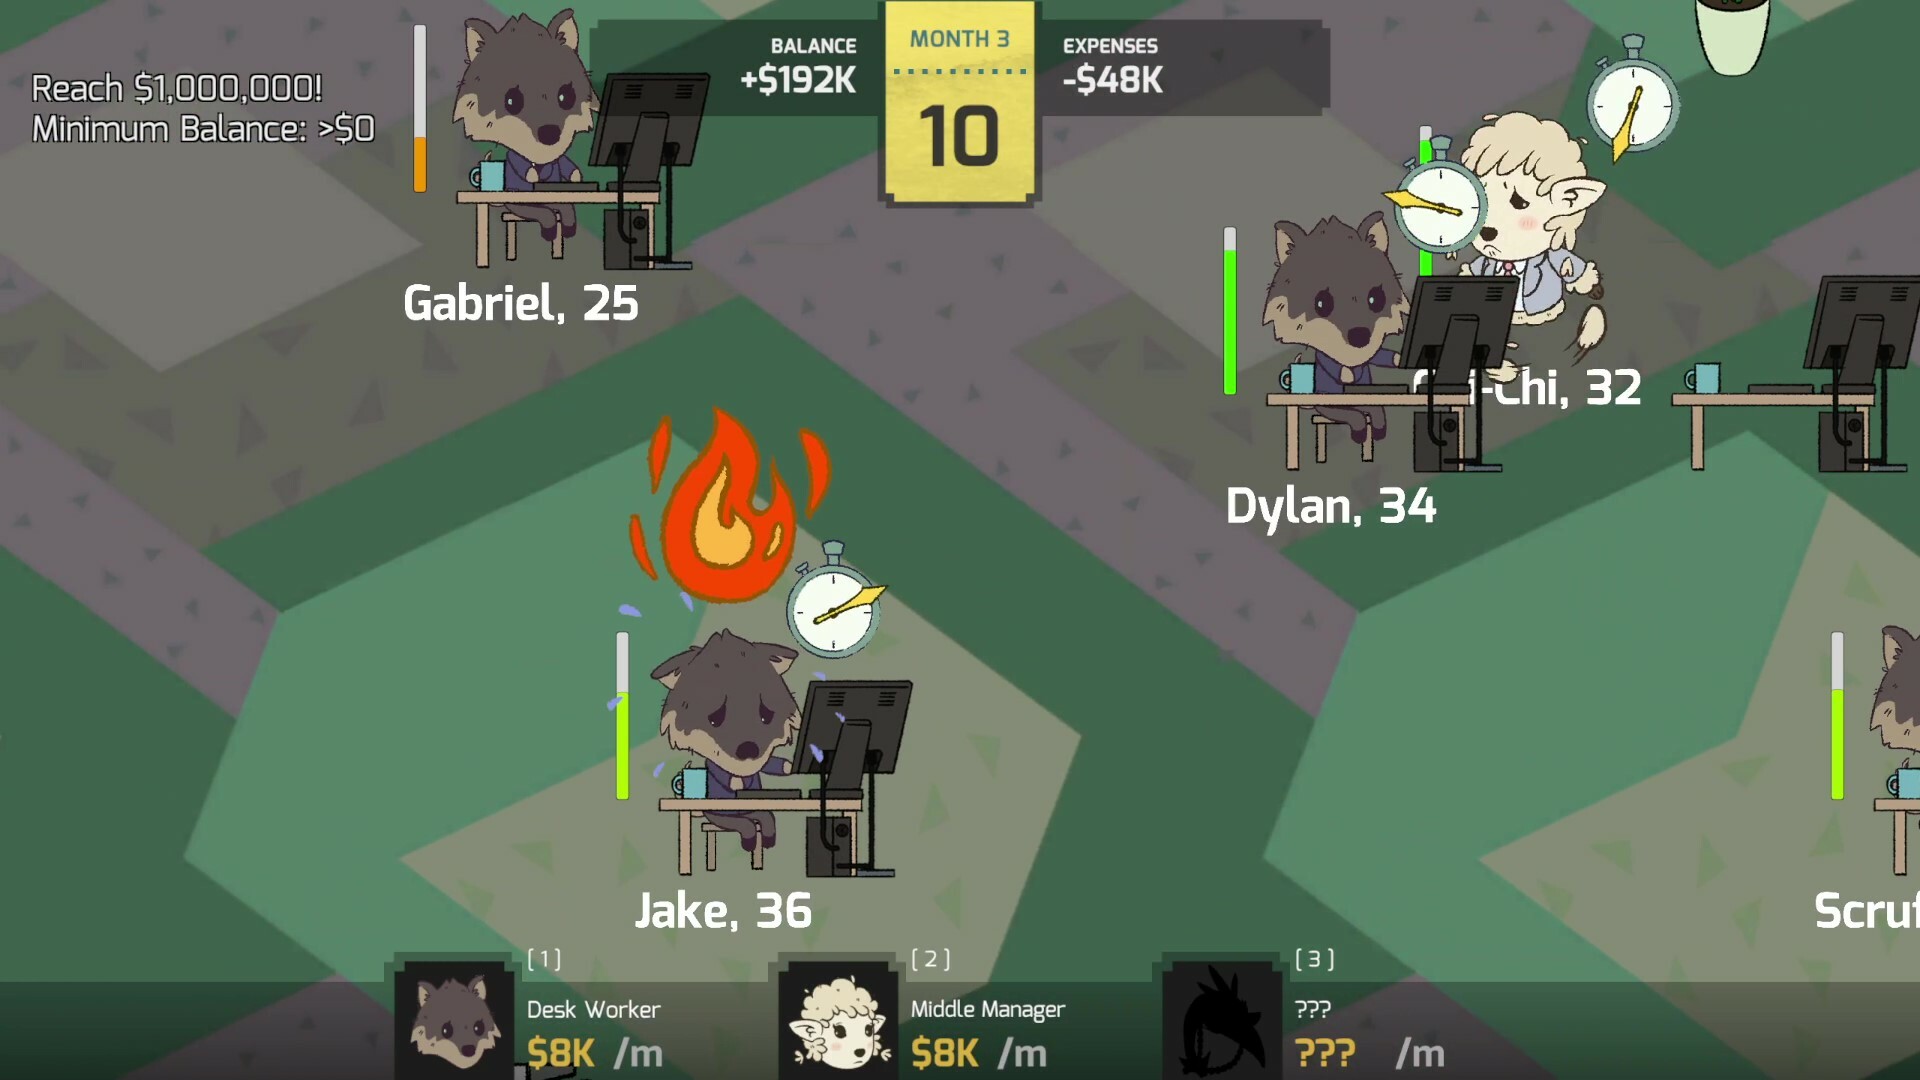 Reach $1,000,000!
Minimum Balance: >$0
BALANCE
+$192K
MONTH 3
10
EXPENSES
-$48K
Gabriel, 25
32
Dylan, 34
Jake, 36
[1]
Desk Worker
$8K /m
[2]
Middle Manager
$8K /m
[3]
???
??? /m